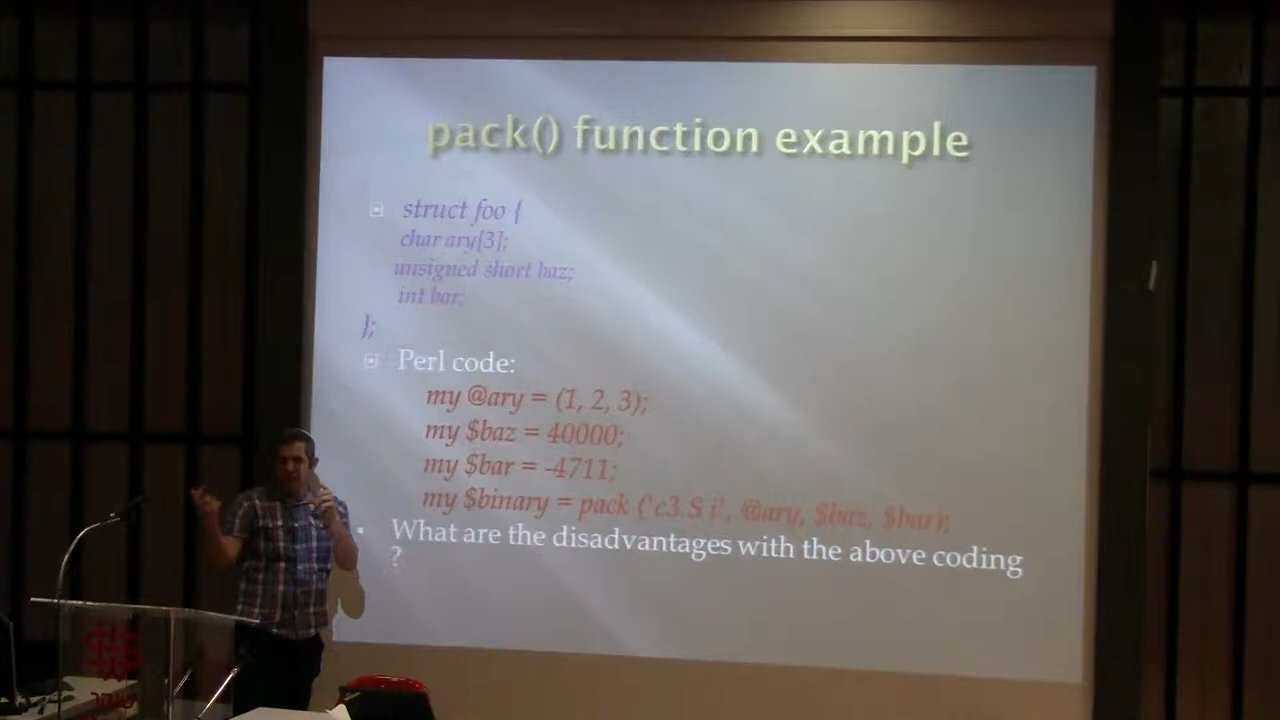 pack() function example
struct foo {
char ary[3];
unsigned short baz;
int bar;
};
Perl code:
my @ary = (1, 2, 3);
my $baz = 40000;
my $bar = -4711;
my $binary = pack ('c3 S i', @ary, $baz, $bar);
What are the disadvantages with the above coding
?
שנקר